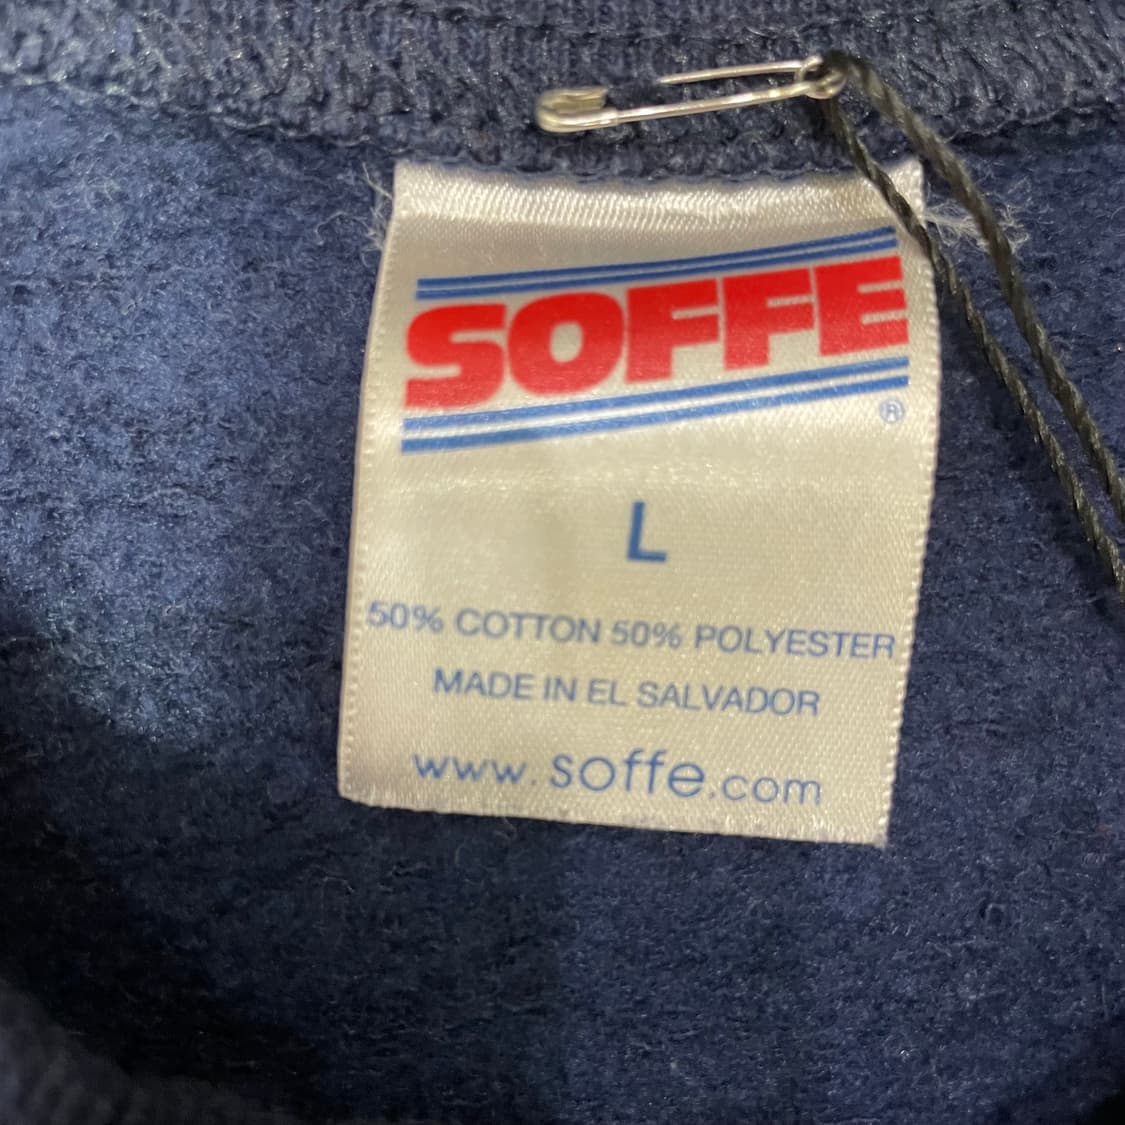 SOFFE
®
L
50% COTTON 50% POLYESTER
MADE IN EL SALVADOR
www.soffe.com